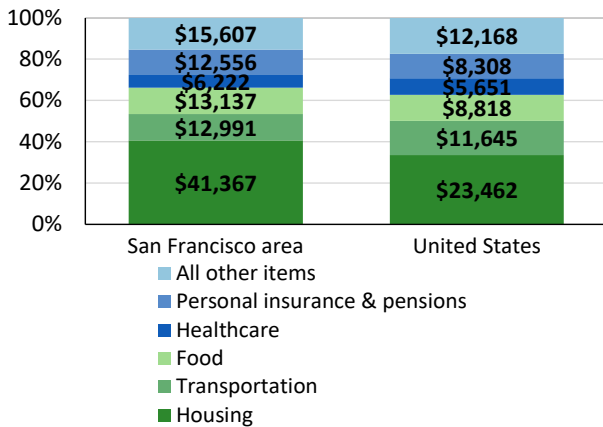 100%
80%
60%
40%
20%
0%
$15,607
$12,556
$6,222
$13,137
$12,991
$41,367
$12,168
$8,308
$5,651
$8,818
$11,645
$23,462
San Francisco area
United States
All other items
Personal insurance & pensions
Healthcare
Food
Transportation
Housing